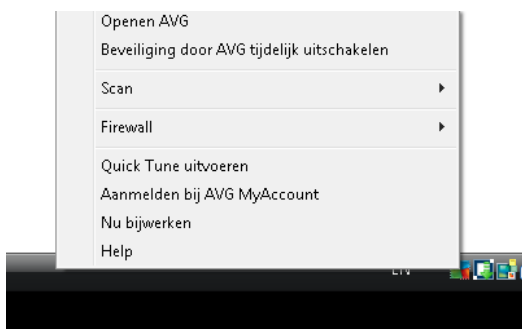 Openen AVG
Beveiliging door AVG tijdelijk uitschakelen
Scan
Firewall
Quick Tune uitvoeren
Aanmelden bij AVG MyAccount
Nu bijwerken
Help
EN